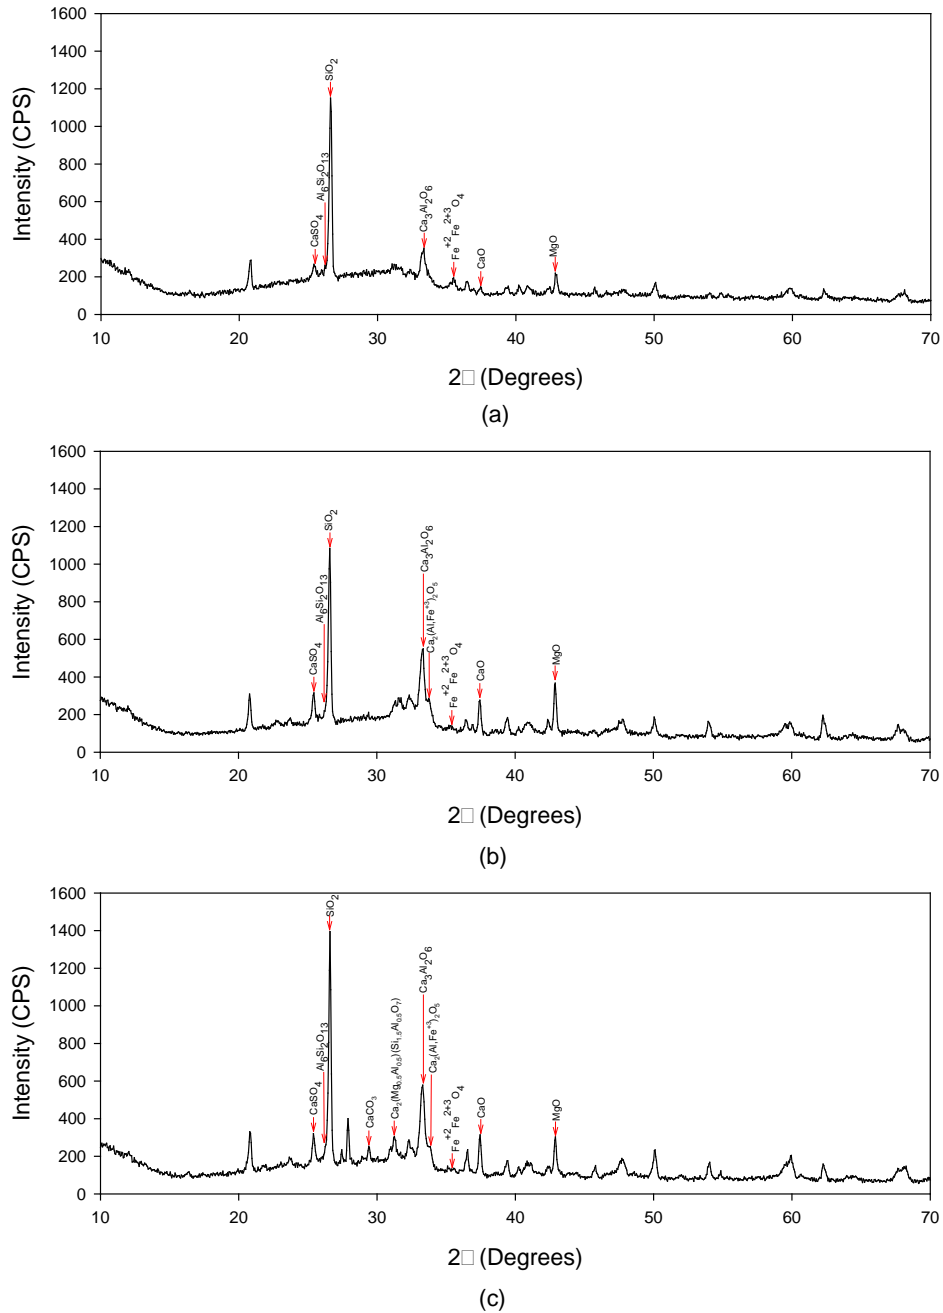 1600
1400
1200
1000
800
600
400
200
0
Intensity (CPS)
CaSO4
Al6Si2O13
SiO2
Ca3Al2O6
Fe+2Fe2+3O4
CaO
MgO
10 20 30 40 50 60 70
2□ (Degrees)
(a)
1600
1400
1200
1000
800
600
400
200
0
Intensity (CPS)
CaSO4
Al6Si2O13
SiO2
Ca3Al2O6
Ca2(Al,Fe+3)2O5
Fe+2Fe2+3O4
CaO
MgO
10 20 30 40 50 60 70
2□ (Degrees)
(b)
1600
1400
1200
1000
800
600
400
200
0
Intensity (CPS)
CaSO4
Al6Si2O13
SiO2
CaCO3
Ca2(Mg0.5Al0.5)(Si1.5Al0.5O7)
Ca3Al2O6
Ca2(Al,Fe+3)2O5
Fe+2Fe2+3O4
CaO
MgO
10 20 30 40 50 60 70
2□ (Degrees)
(c)